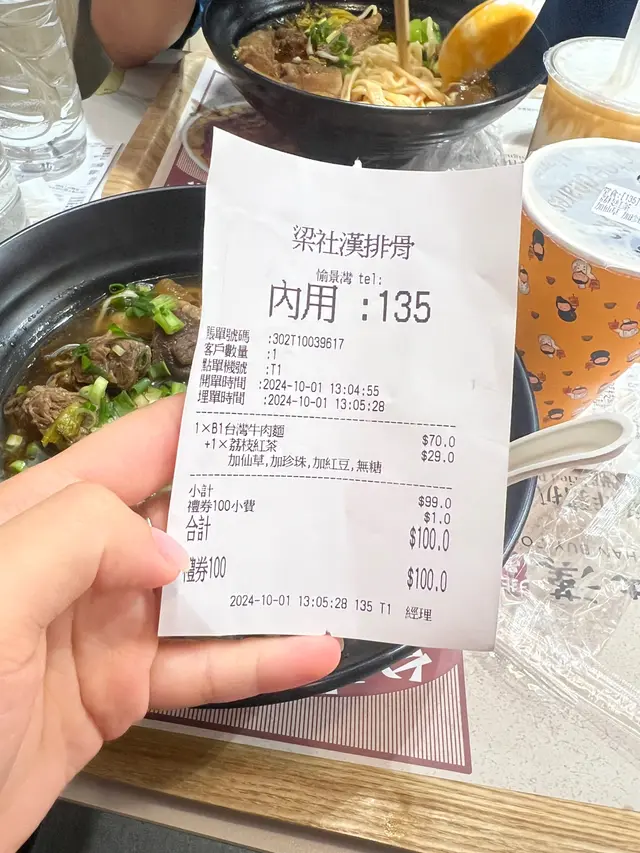 梁社漢排骨
愉景灣 tel:
內用 :135
賬單號碼 :302T10039617
客戶數量 :1
點單機號 :T1
開單時間 :2024-10-01 13:04:55
埋單時間 :2024-10-01 13:05:28
1×B1台灣牛肉麵 $70.0
+1×荔枝紅茶 $29.0
加仙草,加珍珠,加紅豆,無糖
小計 $99.0
禮券100小費 $1.0
合計 $100.0
禮券100 $100.0
2024-10-01 13:05:28 135 T1 經理